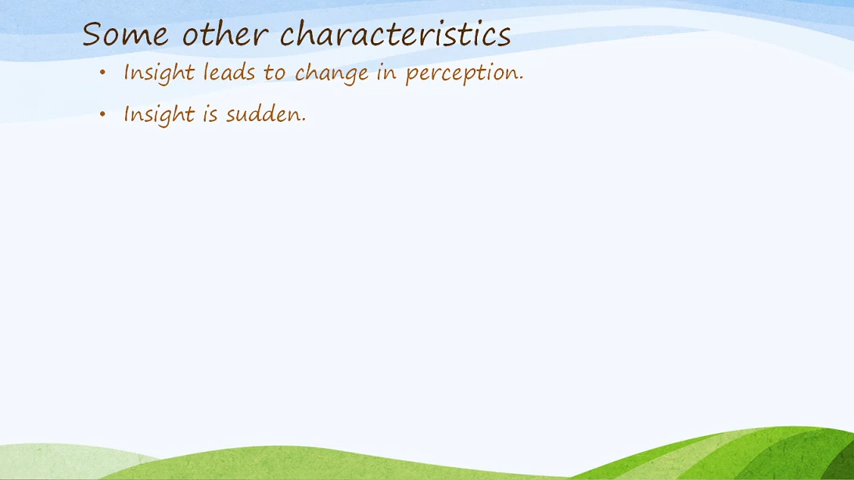 Some other characteristics
• Insight leads to change in perception.
• Insight is sudden.